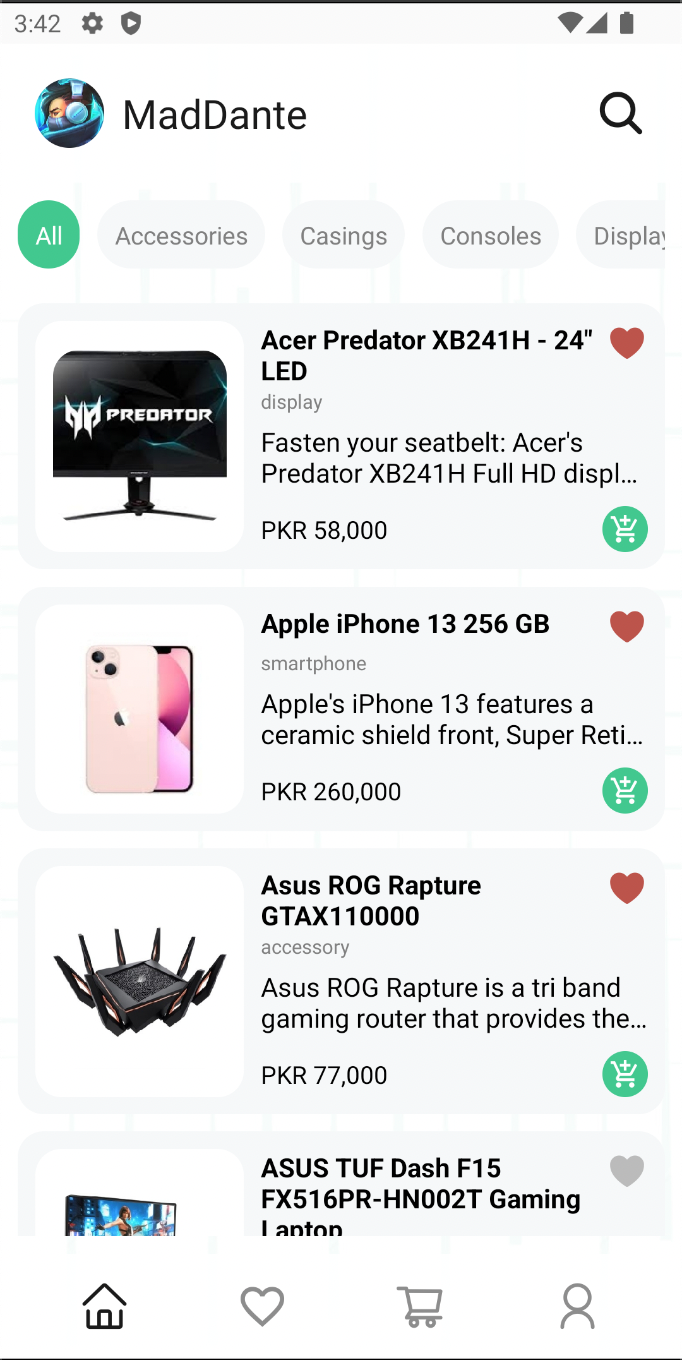 3:42
MadDante
All
Accessories
Casings
Consoles
Display
PREDATOR
Acer Predator XB241H - 24"
LED
display
Fasten your seatbelt: Acer's
Predator XB241H Full HD displ...
PKR 58,000
Apple iPhone 13 256 GB
smartphone
Apple's iPhone 13 features a
ceramic shield front, Super Reti...
PKR 260,000
Asus ROG Rapture
GTAX110000
accessory
Asus ROG Rapture is a tri band
gaming router that provides the...
PKR 77,000
ASUS TUF Dash F15
FX516PR-HN002T Gaming
Laptop